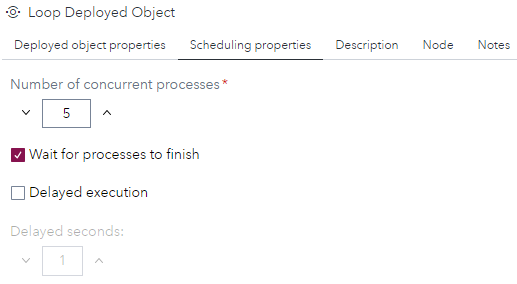 Loop Deployed Object
Deployed object properties Scheduling properties Description Node Notes
Number of concurrent processes*
5
Wait for processes to finish
Delayed execution
Delayed seconds:
1